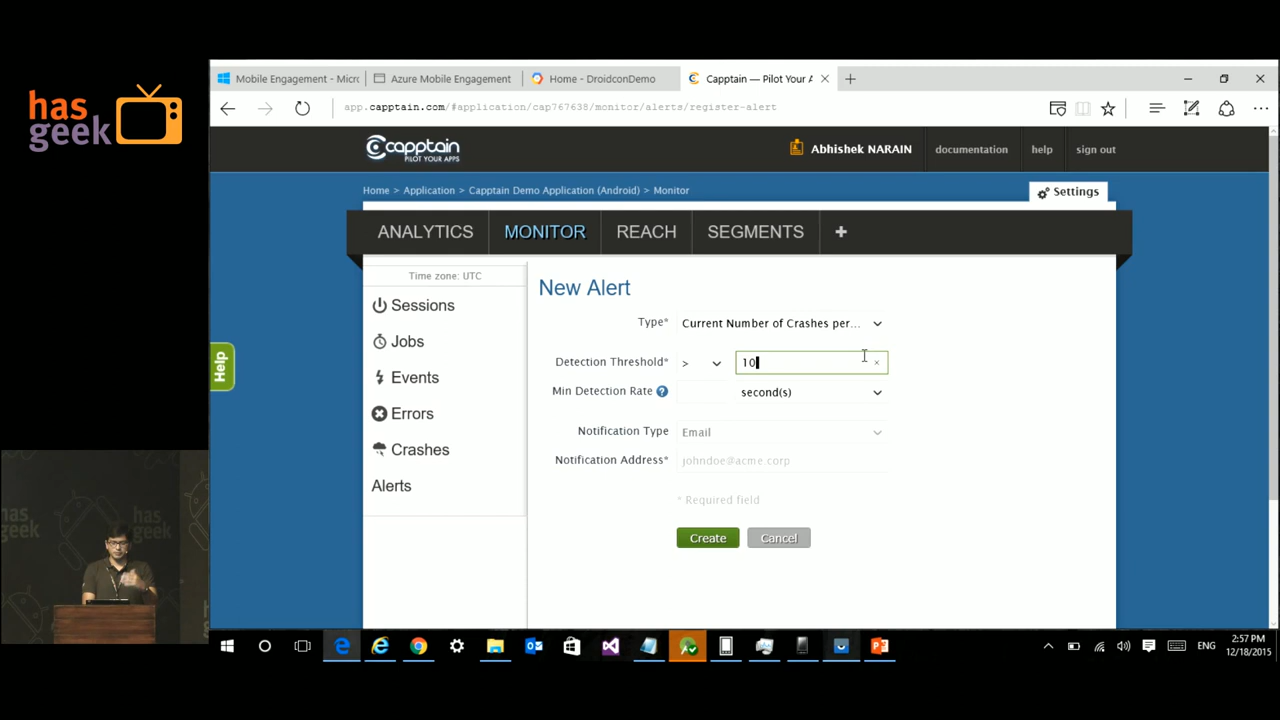 has
geek
Mobile Engagement - Micro
Azure Mobile Engagement
Home - DroidconDemo
Capptain — Pilot Your A
app.capptain.com/#application/cap767638/monitor/alerts/register-alert
capptain
PILOT YOUR APPS
Abhishek NARAIN
documentation
help
sign out
Home > Application > Capptain Demo Application (Android) > Monitor
Settings
ANALYTICS
MONITOR
REACH
SEGMENTS
Time zone: UTC
Sessions
Jobs
Events
Errors
Crashes
Alerts
Help
New Alert
Type*
Current Number of Crashes per...
Detection Threshold*
>
10
Min Detection Rate
second(s)
Notification Type
Email
Notification Address*
johndoe@acme.corp
* Required field
Create
Cancel
has
geek
has
geek
ENG
2:57 PM
12/18/2015